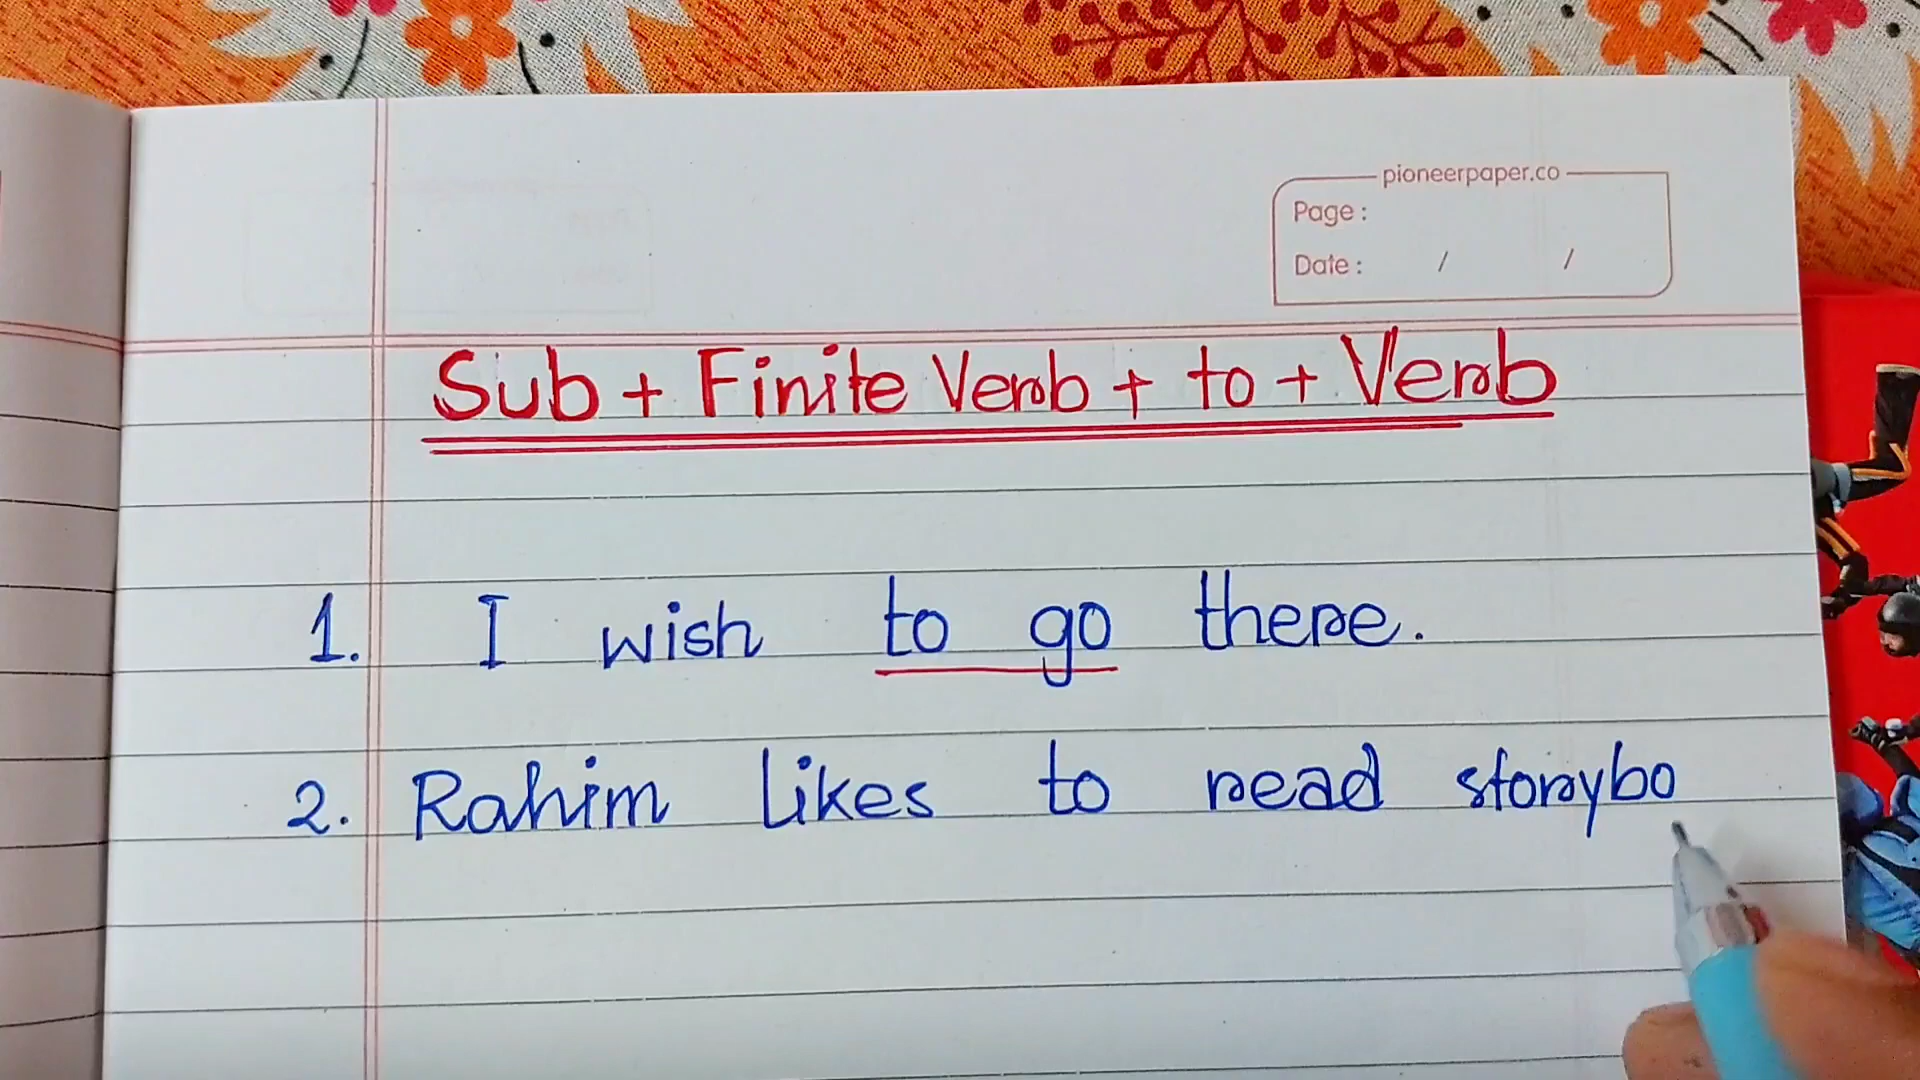 pioneerpaper.co
Page :
Date : / /
Sub + Finite Verb + to + Verb
1. I wish to go there.
2. Rahim likes to read storybo